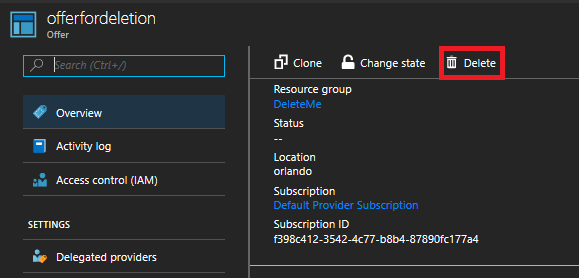 offerfordeletion
Offer
Search (Ctrl+/)
Overview
Activity log
Access control (IAM)
SETTINGS
Delegated providers
Clone
Change state
Delete
Resource group
DeleteMe
Status
--
Location
orlando
Subscription
Default Provider Subscription
Subscription ID
f398c412-3542-4c77-b8b4-87890fc177a4